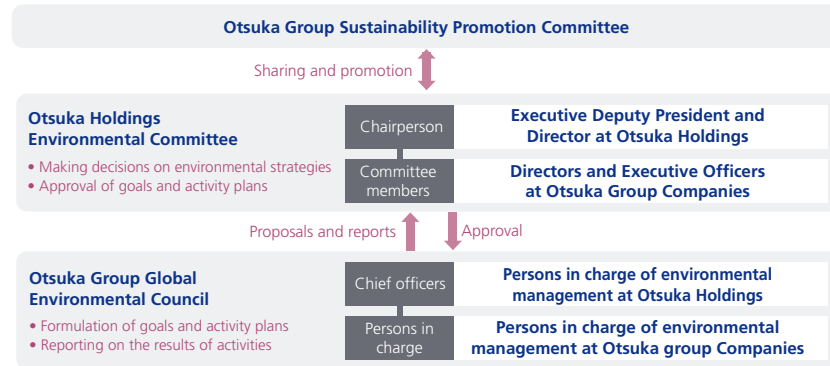 Otsuka Group Sustainability Promotion Committee
Sharing and promotion
Otsuka Holdings
Environmental Committee
• Making decisions on environmental strategies
• Approval of goals and activity plans
Chairperson
Executive Deputy President and
Director at Otsuka Holdings
Committee
members
Directors and Executive Officers
at Otsuka Group Companies
Proposals and reports
Approval
Otsuka Group Global
Environmental Council
• Formulation of goals and activity plans
• Reporting on the results of activities
Chief officers
Persons in charge of environmental
management at Otsuka Holdings
Persons in
charge
Persons in charge of environmental
management at Otsuka group Companies